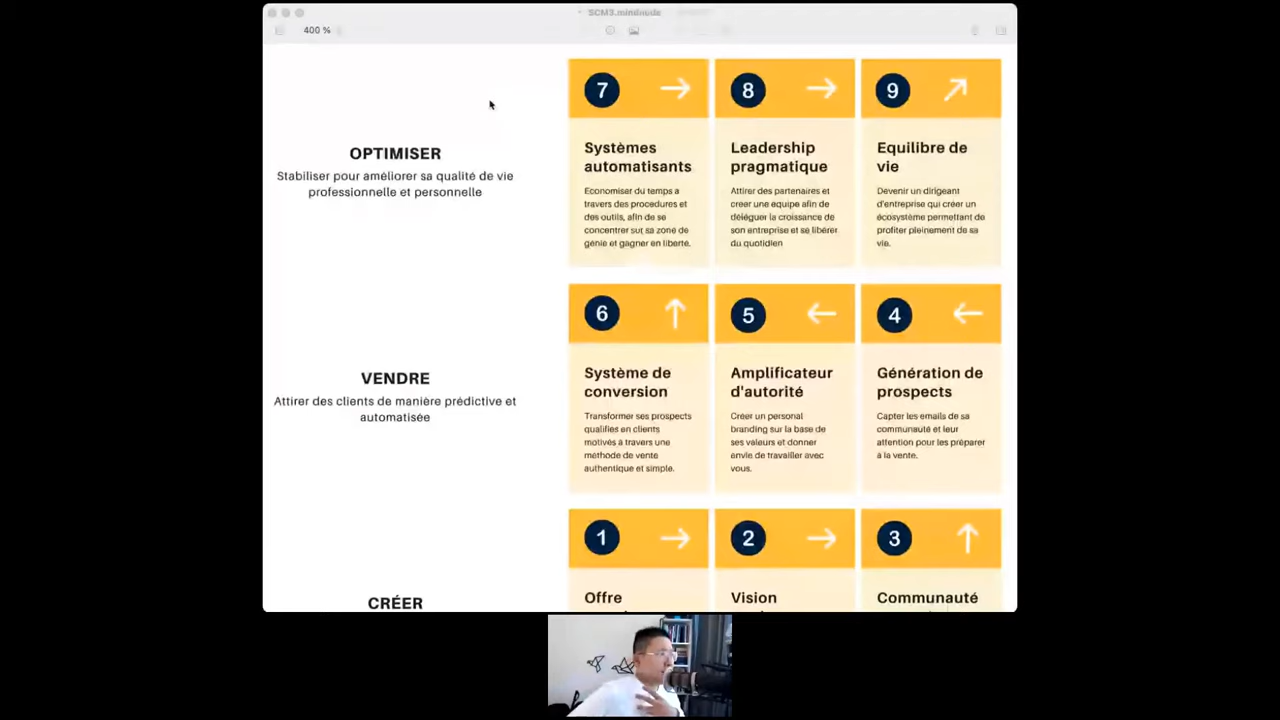 SCM3.mindnode
400 %
7
8
9
OPTIMISER
Stabiliser pour améliorer sa qualité de vie
professionnelle et personnelle
Systèmes
automatisants
Economiser du temps a
travers des procedures et
des outils, afin de se
concentrer sur sa zone de
génie et gagner en liberté.
Leadership
pragmatique
Attirer des partenaires et
creer une equipe afin de
déléguer la croissance de
son entreprise et se libérer
du quotidien
Equilibre de
vie
Devenir un dirigeant
d'entreprise qui créer un
écosystème permettant de
profiter pleinement de sa
vie.
6
5
4
VENDRE
Attirer des clients de manière prédictive et
automatisée
Système de
conversion
Transformer ses prospects
qualifiés en clients
motivés à travers une
méthode de vente
authentique et simple.
Amplificateur
d'autorité
Créer un personal
branding sur la base de
ses valeurs et donner
envie de travailler avec
vous.
Génération de
prospects
Capter les emails de sa
communauté et leur
attention pour les préparer
à la vente.
1
2
3
CRÉER
Offre
Vision
Communauté